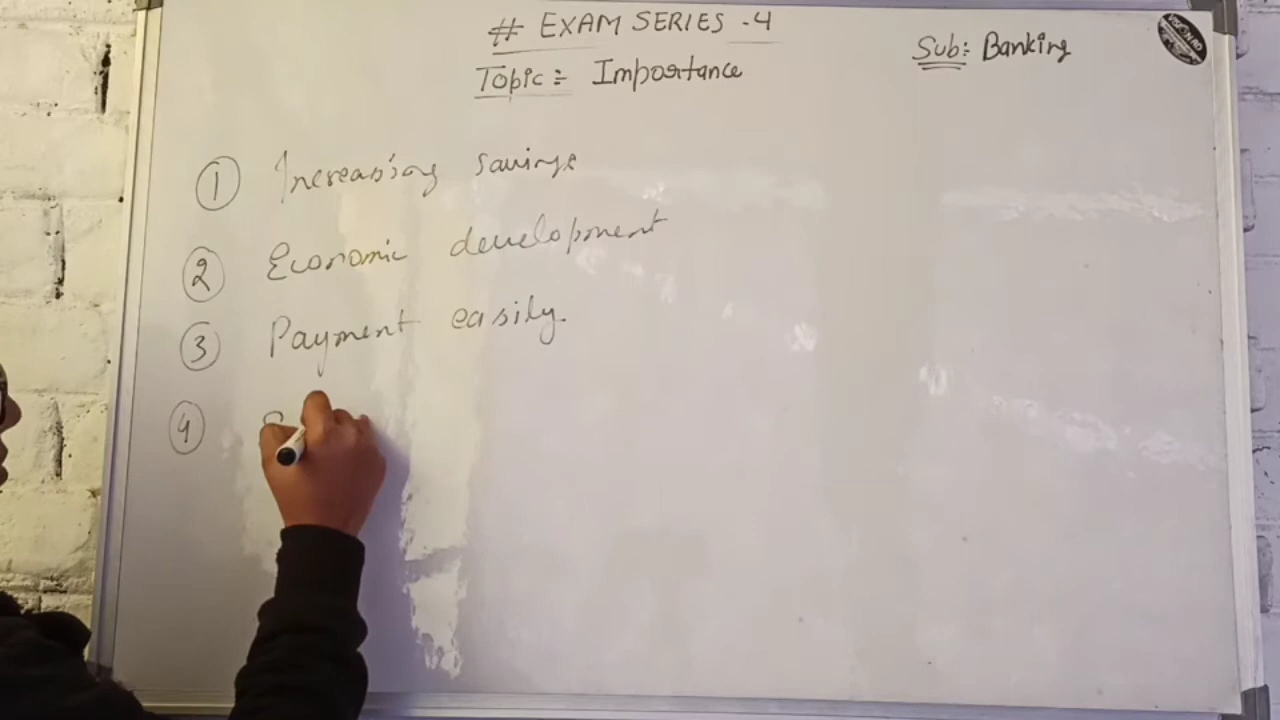 # EXAM SERIES - 4
Sub: Banking
Topic: Importance
① Increasing savings
② Economic development
③ Payment easily.
④